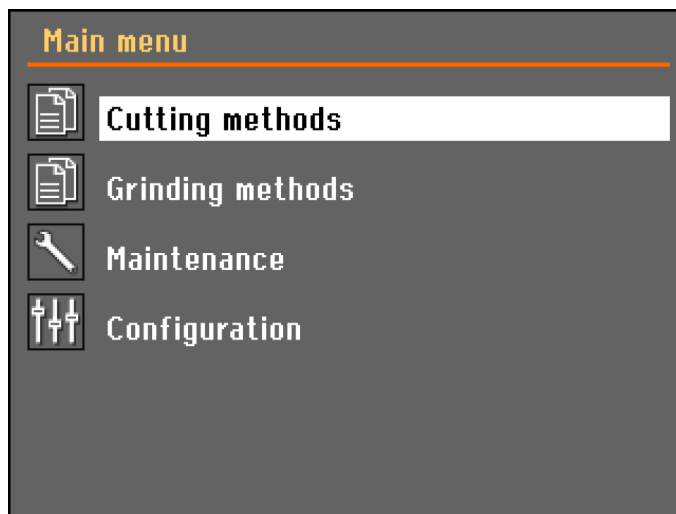 Main menu
Cutting methods
Grinding methods
Maintenance
Configuration